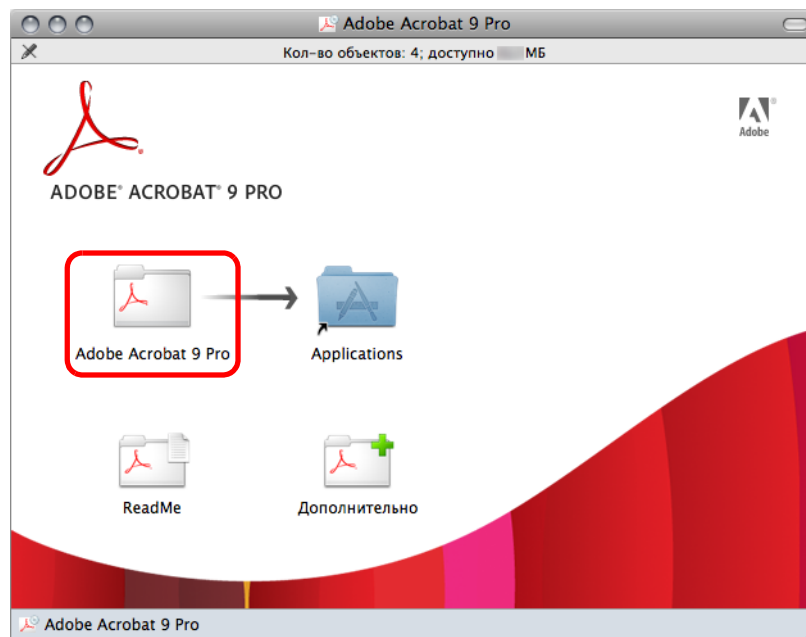 Adobe Acrobat 9 Pro
Кол-во объектов: 4; доступно МБ
Adobe
ADOBE® ACROBAT® 9 PRO
Adobe Acrobat 9 Pro
Applications
ReadMe
Дополнительно
Adobe Acrobat 9 Pro